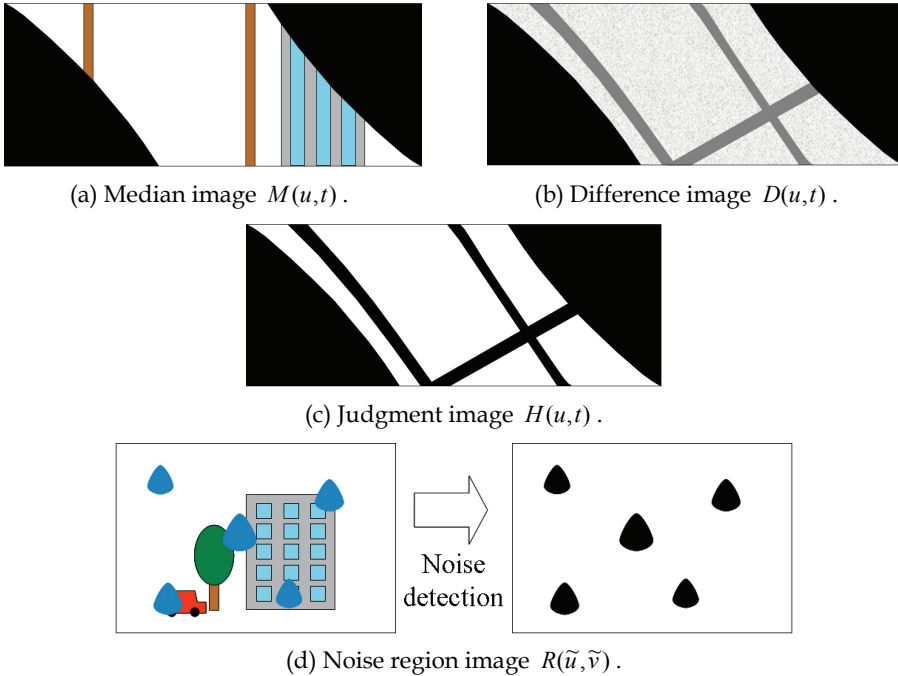 (a) Median image M(u,t) .
(b) Difference image D(u,t) .
(c) Judgment image H(u,t) .
Noise
detection
(d) Noise region image R(ũ,ṽ) .